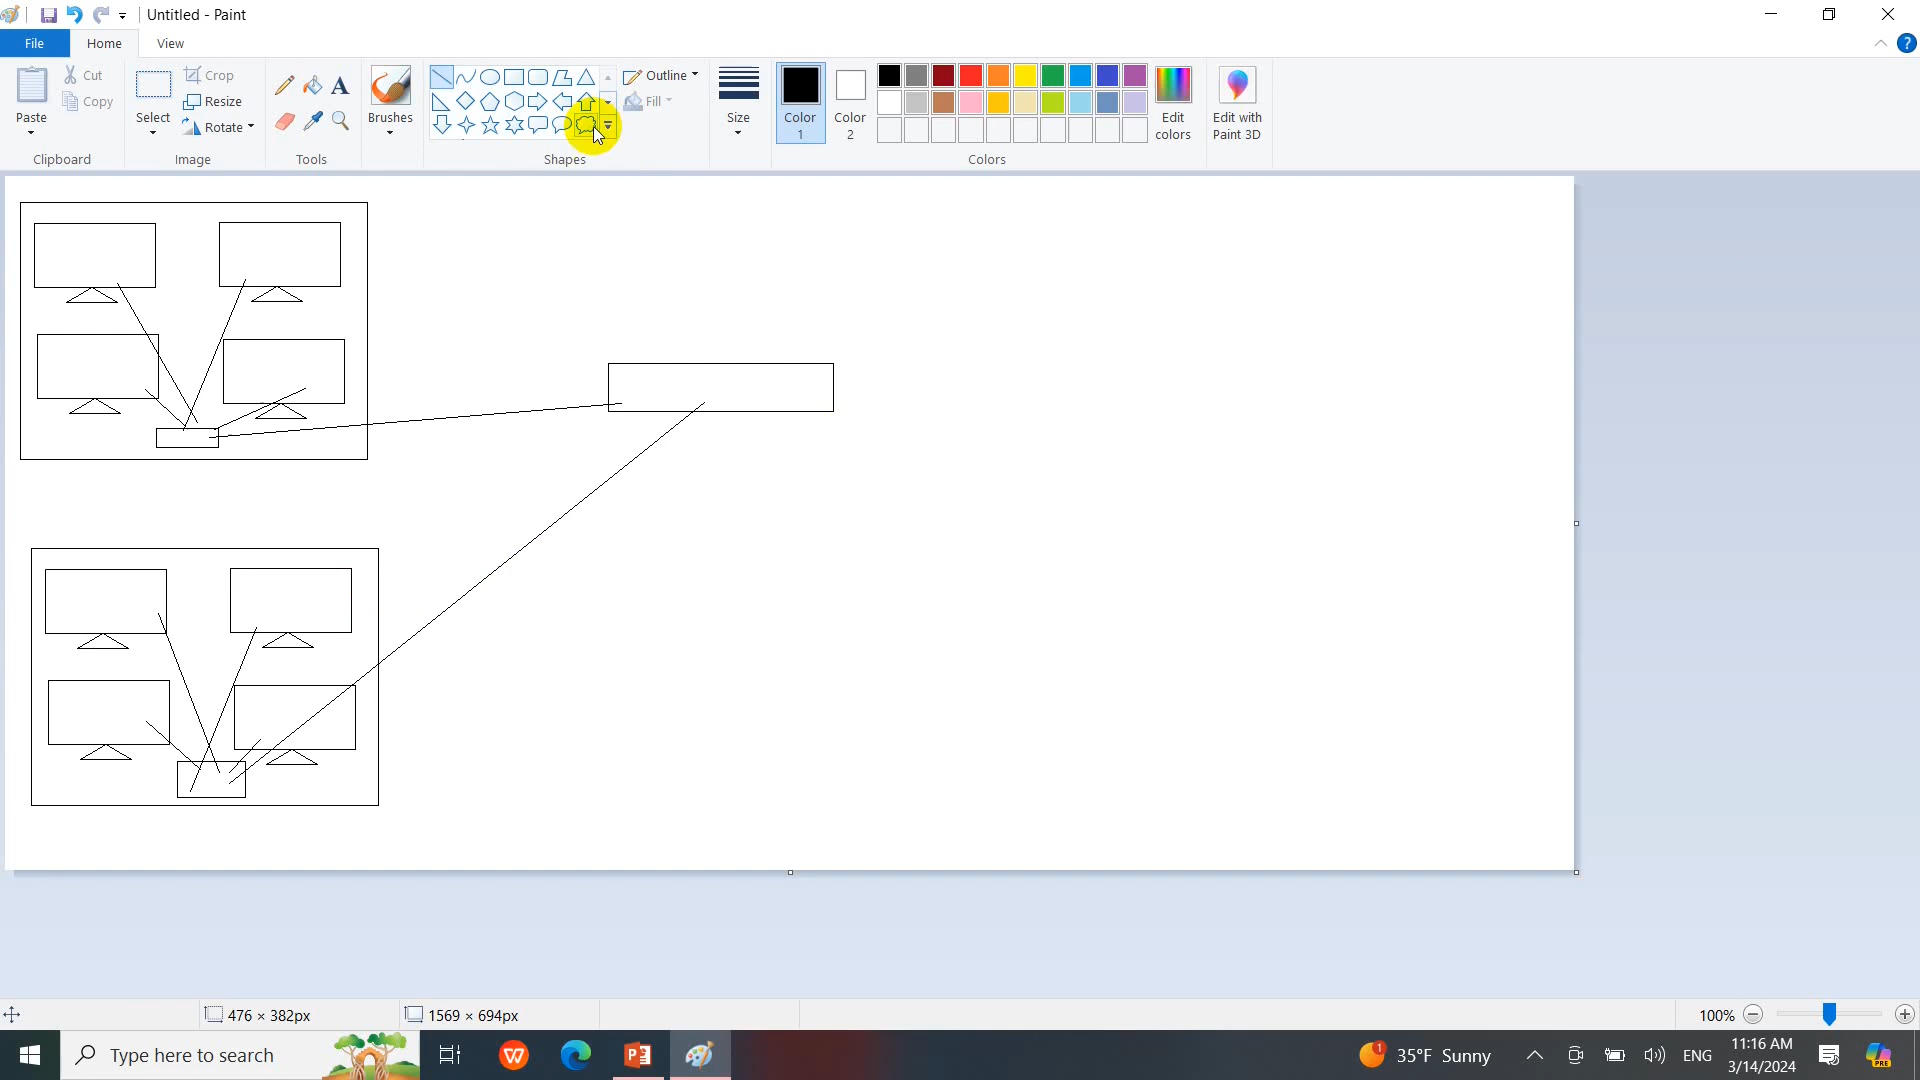 Untitled - Paint
File
Home
View
Paste
Cut
Copy
Clipboard
Select
Crop
Resize
Rotate
Image
A
Tools
Brushes
Outline
Fill
Shapes
Size
Color
1
Color
2
Edit
colors
Colors
Edit with
Paint 3D
?
476 × 382px
1569 × 694px
100%
Type here to search
35°F Sunny
ENG
11:16 AM
3/14/2024